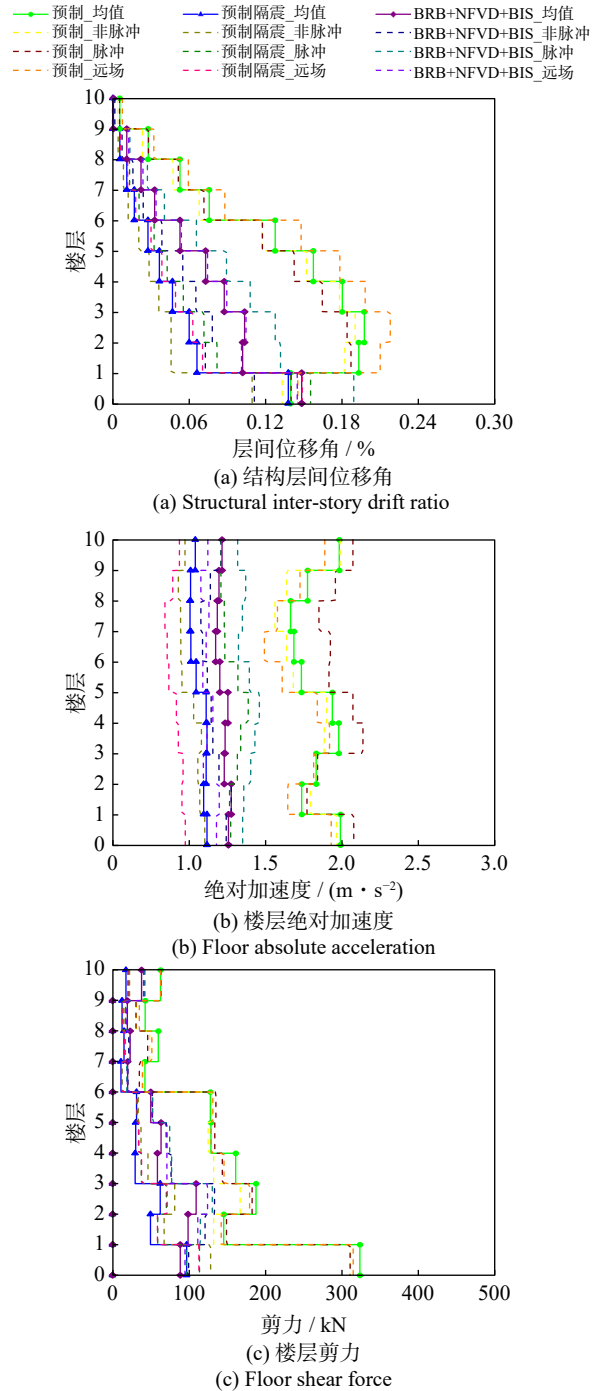 预制_均值 预制隔震_均值 BRB+NFVD+BIS_均值
预制_非脉冲 预制隔震_非脉冲 BRB+NFVD+BIS_非脉冲
预制_脉冲 预制隔震_脉冲 BRB+NFVD+BIS_脉冲
预制_远场 预制隔震_远场 BRB+NFVD+BIS_远场
10
9
8
7
6
5
4
3
2
1
0
楼层
0 0.06 0.12 0.18 0.24 0.30
层间位移角 / %
(a) 结构层间位移角
(a) Structural inter-story drift ratio
10
9
8
7
6
5
4
3
2
1
0
楼层
0 1.0 1.5 2.0 2.5 3.0
绝对加速度 / (m · s⁻²)
(b) 楼层绝对加速度
(b) Floor absolute acceleration
10
9
8
7
6
5
4
3
2
1
0
楼层
0 100 200 300 400 500
剪力 / kN
(c) 楼层剪力
(c) Floor shear force